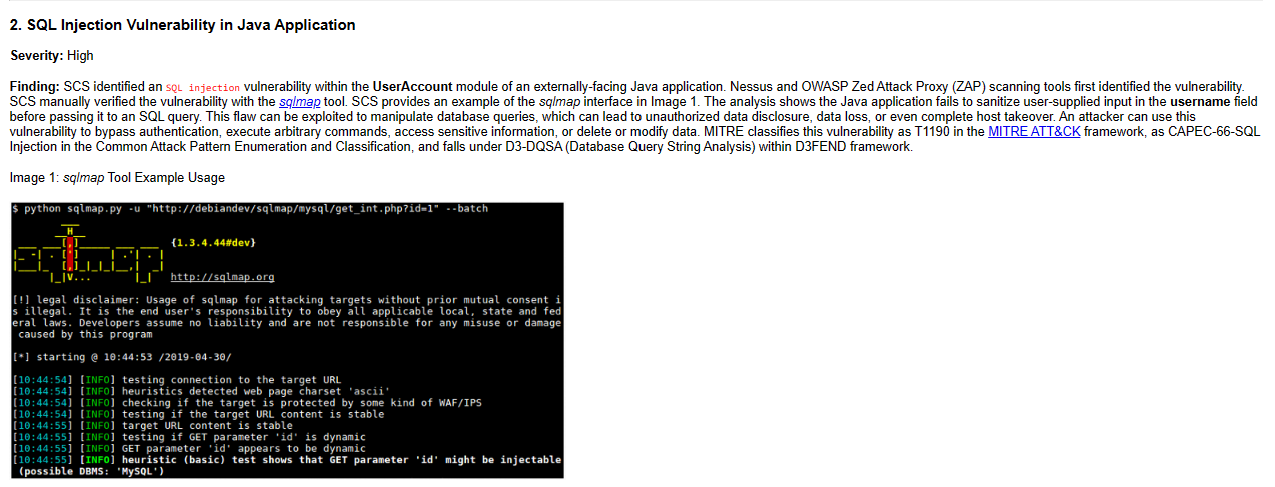 2. SQL Injection Vulnerability in Java Application
Severity: High
Finding: SCS identified an SQL injection vulnerability within the UserAccount module of an externally-facing Java application. Nessus and OWASP Zed Attack Proxy (ZAP) scanning tools first identified the vulnerability.
SCS manually verified the vulnerability with the sqlmap tool. SCS provides an example of the sqlmap interface in Image 1. The analysis shows the Java application fails to sanitize user-supplied input in the username field
before passing it to an SQL query. This flaw can be exploited to manipulate database queries, which can lead to unauthorized data disclosure, data loss, or even complete host takeover. An attacker can use this
vulnerability to bypass authentication, execute arbitrary commands, access sensitive information, or delete or modify data. MITRE classifies this vulnerability as T1190 in the MITRE ATT&CK framework, as CAPEC-66-SQL
Injection in the Common Attack Pattern Enumeration and Classification, and falls under D3-DQSA (Database Query String Analysis) within D3FEND framework.
Image 1: sqlmap Tool Example Usage
$ python sqlmap.py -u "http://debiandev/sqlmap/mysql/get_int.php?id=1" --batch
{1.3.4.44#dev}
http://sqlmap.org
[!] legal disclaimer: Usage of sqlmap for attacking targets without prior mutual consent i
s illegal. It is the end user's responsibility to obey all applicable local, state and fed
eral laws. Developers assume no liability and are not responsible for any misuse or damage
caused by this program
[*] starting @ 10:44:53 /2019-04-30/
[10:44:54] [INFO] testing connection to the target URL
[10:44:54] [INFO] heuristics detected web page charset 'ascii'
[10:44:54] [INFO] checking if the target is protected by some kind of WAF/IPS
[10:44:54] [INFO] testing if the target URL content is stable
[10:44:55] [INFO] target URL content is stable
[10:44:55] [INFO] testing if GET parameter 'id' is dynamic
[10:44:55] [INFO] GET parameter 'id' appears to be dynamic
[10:44:55] [INFO] heuristic (basic) test shows that GET parameter 'id' might be injectable
(possible DBMS: 'MySQL')